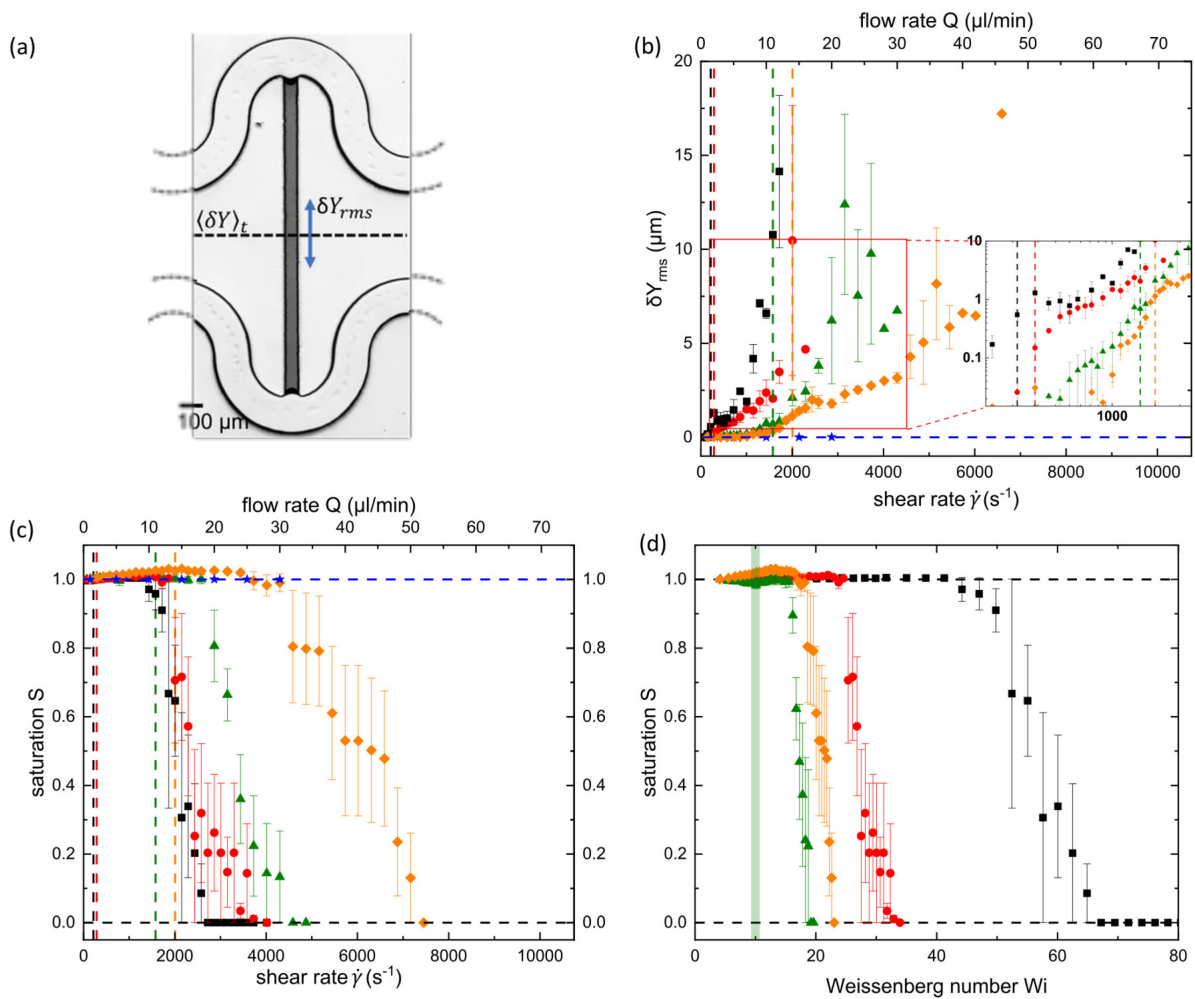 (a)
⟨δY⟩t
δYrms
100 μm
(b)
flow rate Q (μl/min)
0 10 20 30 40 50 60 70
δYrms (μm)
20
15
10
5
0
10
1
0.1
1000
0 2000 4000 6000 8000 10000
shear rate γ̇ (s⁻¹)
(c)
flow rate Q (μl/min)
0 10 20 30 40 50 60 70
saturation S
1.0 1.0
0.8 0.8
0.6 0.6
0.4 0.4
0.2 0.2
0.0 0.0
0 2000 4000 6000 8000 10000
shear rate γ̇ (s⁻¹)
(d)
saturation S
1.0
0.8
0.6
0.4
0.2
0.0
0 20 40 60 80
Weissenberg number Wi